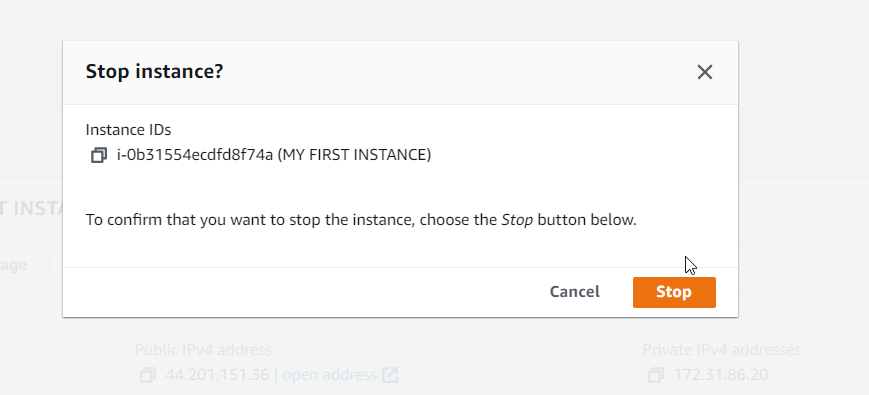 Stop instance?
Instance IDs
i-0b31554ecdfd8f74a (MY FIRST INSTANCE)
T INSTA
To confirm that you want to stop the instance, choose the Stop button below.
age
Cancel
Stop
Public IPv4 address
Private IPv4 addresses
44.201.151.36 | open address
172.31.86.20